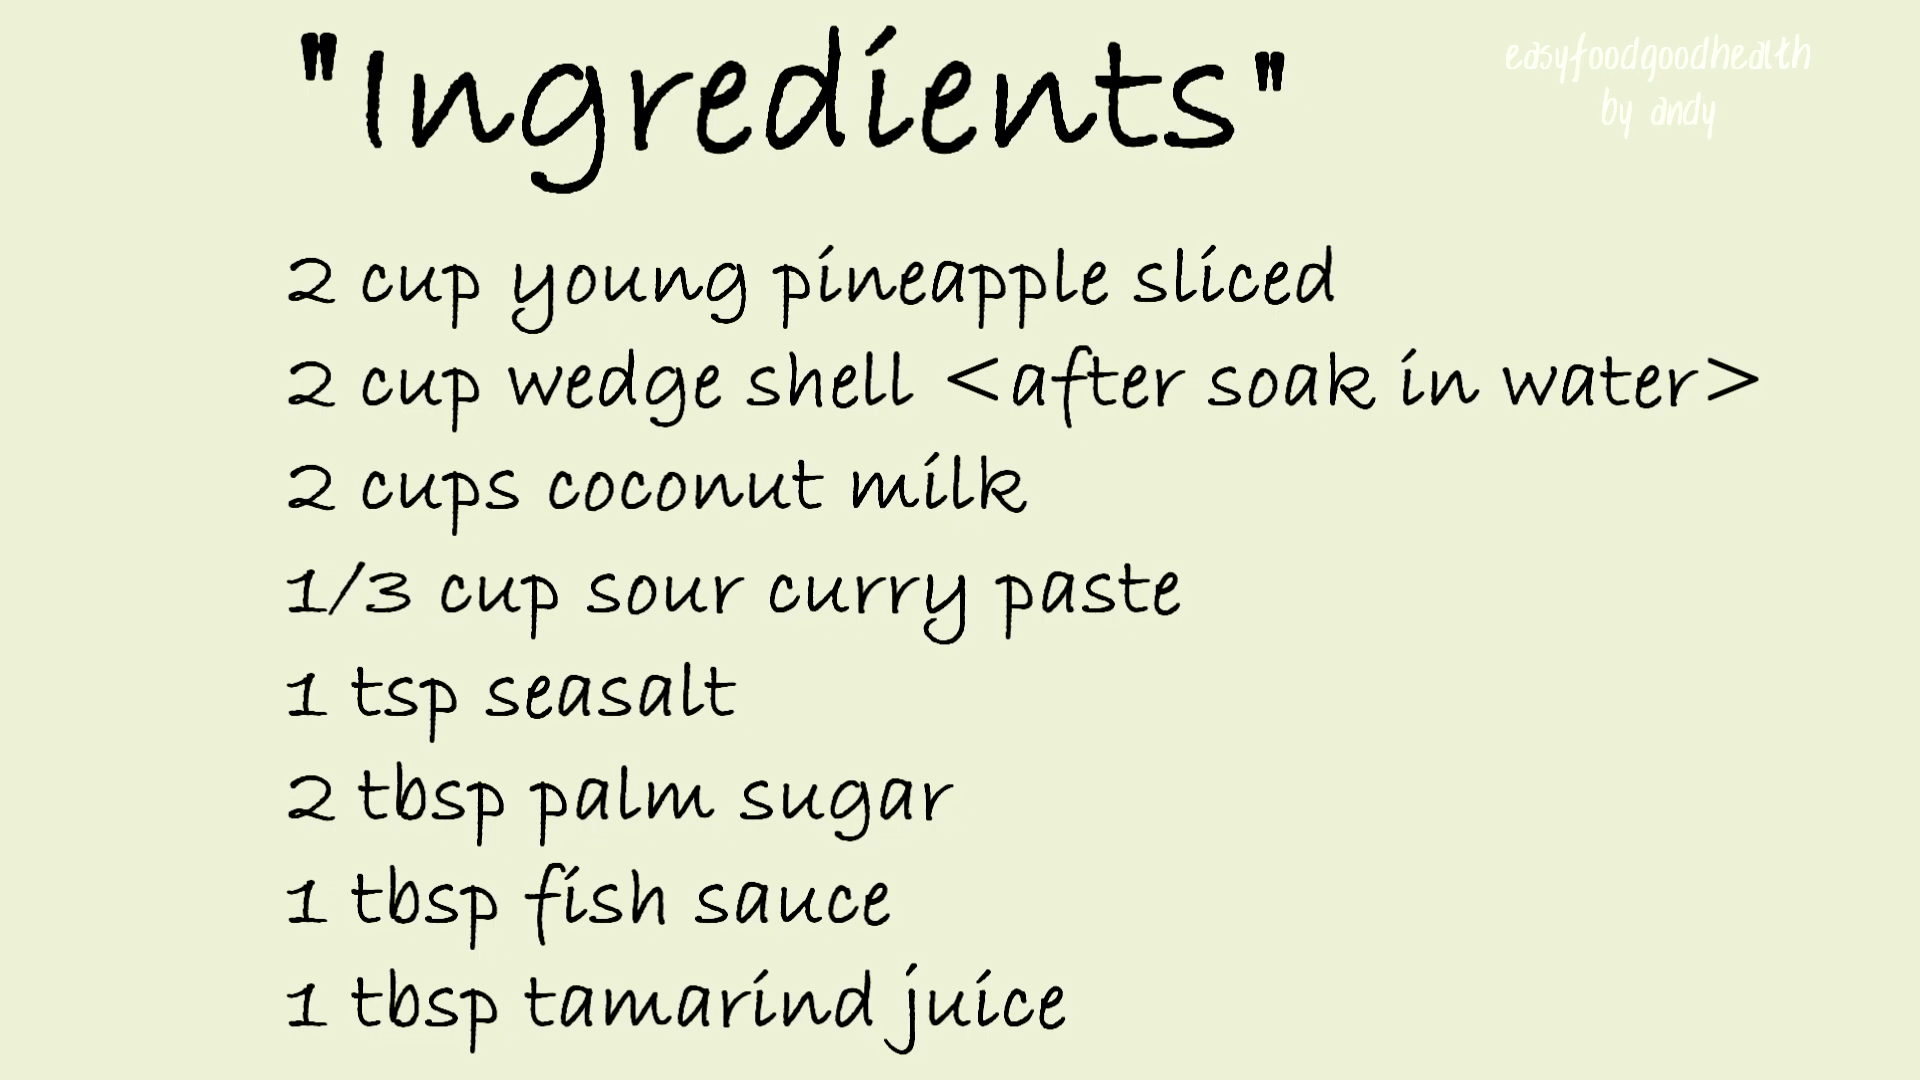 "Ingredients"
easyfoodgoodhealth
by andy
2 cup young pineapple sliced
2 cup wedge shell <after soak in water>
2 cups coconut milk
1/3 cup sour curry paste
1 tsp seasalt
2 tbsp palm sugar
1 tbsp fish sauce
1 tbsp tamarind juice